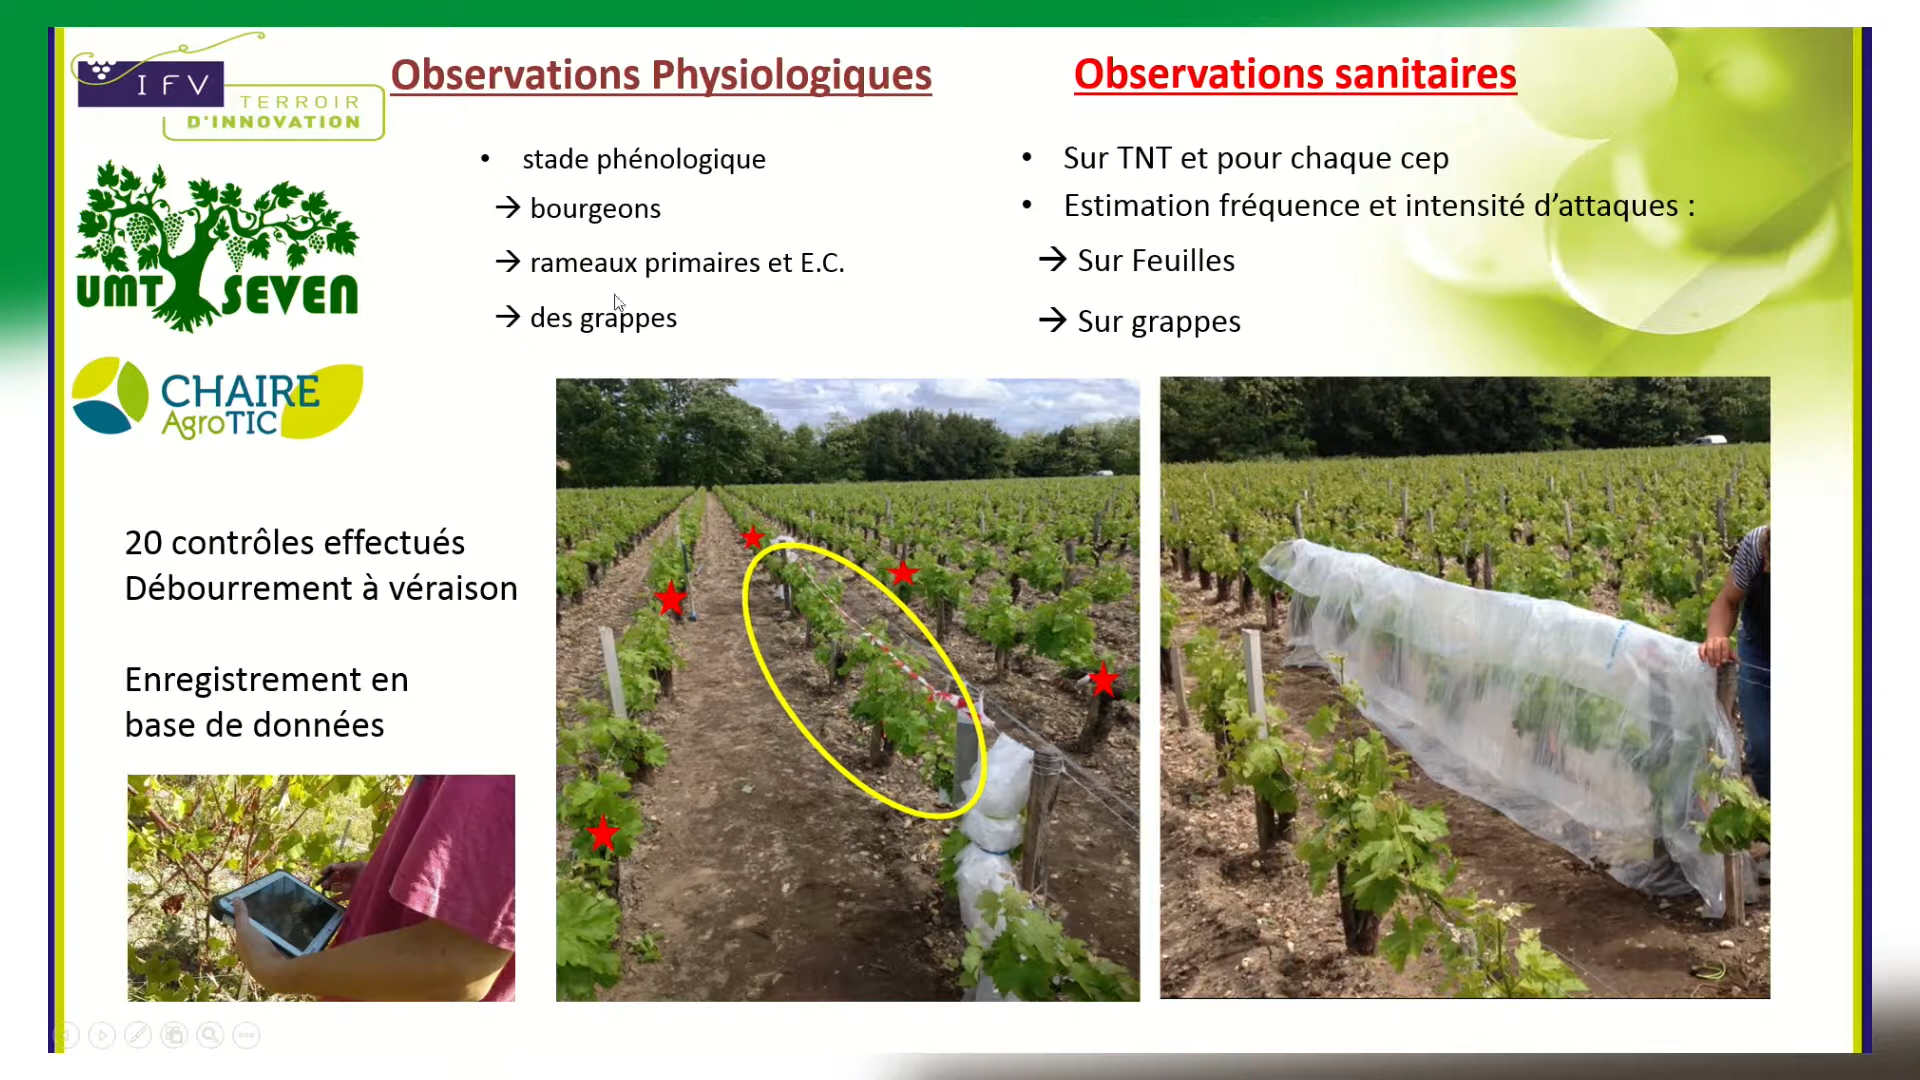 IFV
TERROIR
D'INNOVATION
UMT SEVEN
CHAIRE
AgroTIC
20 contrôles effectués
Débourrement à véraison
Enregistrement en
base de données
Observations Physiologiques
• stade phénologique
→ bourgeons
→ rameaux primaires et E.C.
→ des grappes
Observations sanitaires
• Sur TNT et pour chaque cep
• Estimation fréquence et intensité d’attaques :
→ Sur Feuilles
→ Sur grappes